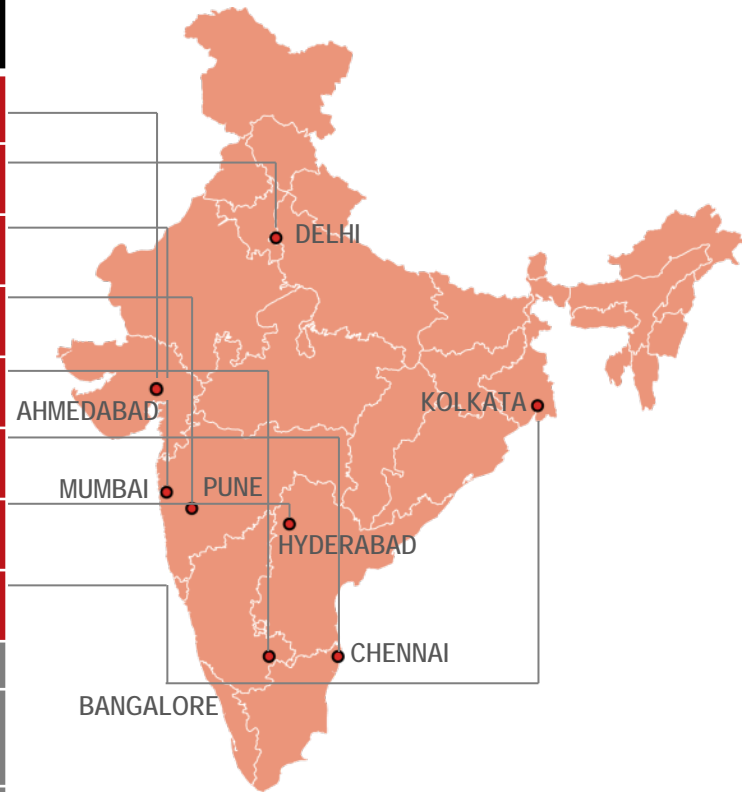 DELHI
AHMEDABAD
KOLKATA
MUMBAI
PUNE
HYDERABAD
CHENNAI
BANGALORE